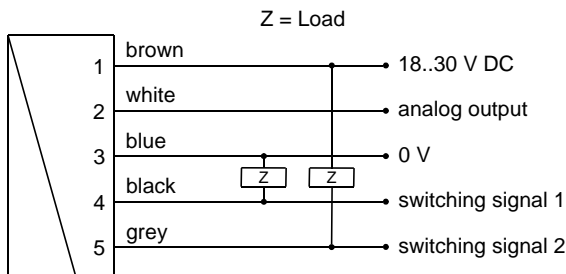 Z = Load
1 brown 18..30 V DC
2 white analog output
3 blue 0 V
Z Z
4 black switching signal 1
5 grey switching signal 2